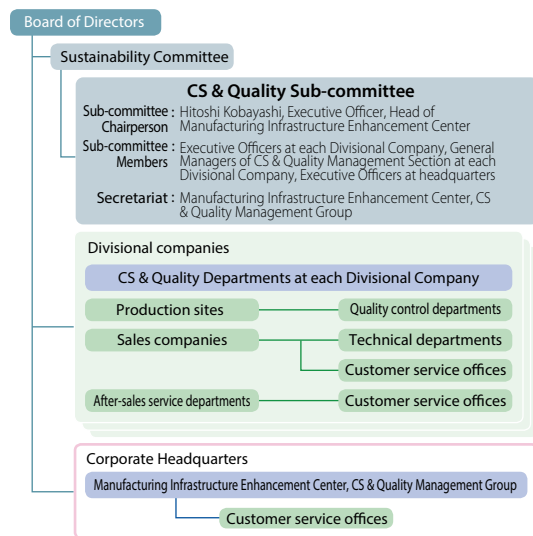 Board of Directors
Sustainability Committee
CS & Quality Sub-committee
Sub-committee : Hitoshi Kobayashi, Executive Officer, Head of
Chairperson Manufacturing Infrastructure Enhancement Center
Sub-committee : Executive Officers at each Divisional Company, General
Members Managers of CS & Quality Management Section at each
Divisional Company, Executive Officers at headquarters
Secretariat : Manufacturing Infrastructure Enhancement Center, CS
& Quality Management Group
Divisional companies
CS & Quality Departments at each Divisional Company
Production sites Quality control departments
Sales companies Technical departments
Customer service offices
After-sales service departments Customer service offices
Corporate Headquarters
Manufacturing Infrastructure Enhancement Center, CS & Quality Management Group
Customer service offices